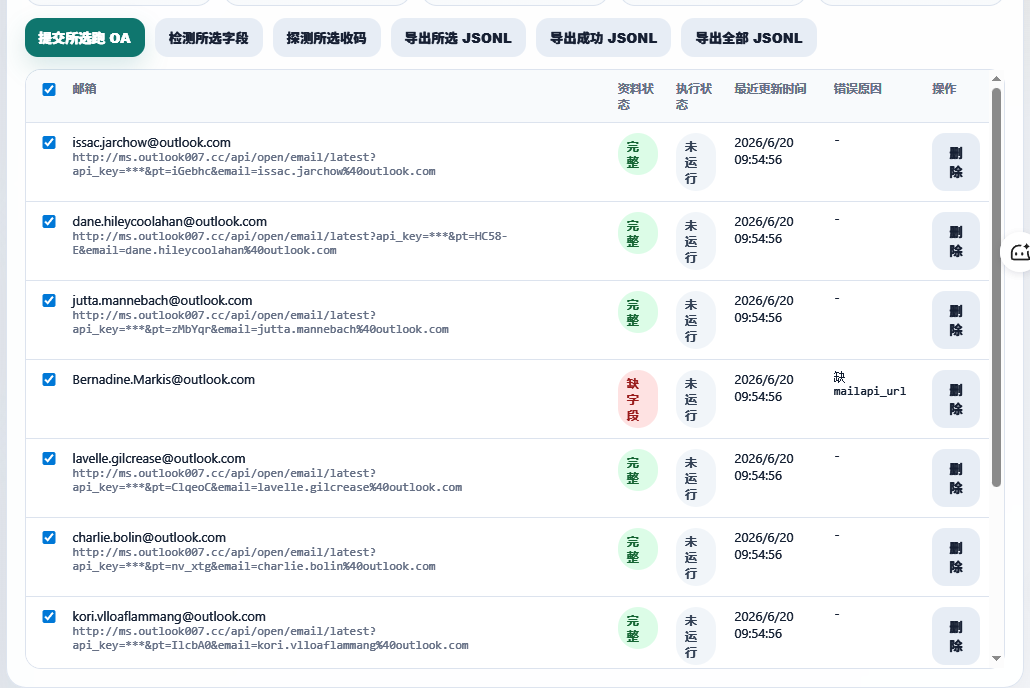 提交所选跑 OA
检测所选字段
探测所选收码
导出所选 JSONL
导出成功 JSONL
导出全部 JSONL
邮箱
资料状
态
执行状
态
最近更新时间
错误原因
操作
issac.jarchow@outlook.com
http://ms.outlook007.cc/api/open/email/latest?
api_key=***&pt=iGebhc&email=issac.jarchow%40outlook.com
完
整
未
运
行
2026/6/20
09:54:56
-
删
除
dane.hileycoolahan@outlook.com
http://ms.outlook007.cc/api/open/email/latest?api_key=***&pt=HC58-
E&email=dane.hileycoolahan%40outlook.com
完
整
未
运
行
2026/6/20
09:54:56
-
删
除
jutta.mannebach@outlook.com
http://ms.outlook007.cc/api/open/email/latest?
api_key=***&pt=zMbYqr&email=jutta.mannebach%40outlook.com
完
整
未
运
行
2026/6/20
09:54:56
-
删
除
Bernadine.Markis@outlook.com
缺
字
段
未
运
行
2026/6/20
09:54:56
缺
mailapi_url
删
除
lavelle.gilcrease@outlook.com
http://ms.outlook007.cc/api/open/email/latest?
api_key=***&pt=ClqeoC&email=lavelle.gilcrease%40outlook.com
完
整
未
运
行
2026/6/20
09:54:56
-
删
除
charlie.bolin@outlook.com
http://ms.outlook007.cc/api/open/email/latest?
api_key=***&pt=nv_xtg&email=charlie.bolin%40outlook.com
完
整
未
运
行
2026/6/20
09:54:56
-
删
除
kori.vlloaflammang@outlook.com
http://ms.outlook007.cc/api/open/email/latest?
api_key=***&pt=IlcbA0&email=kori.vlloaflammang%40outlook.com
完
整
未
运
行
2026/6/20
09:54:56
-
删
除